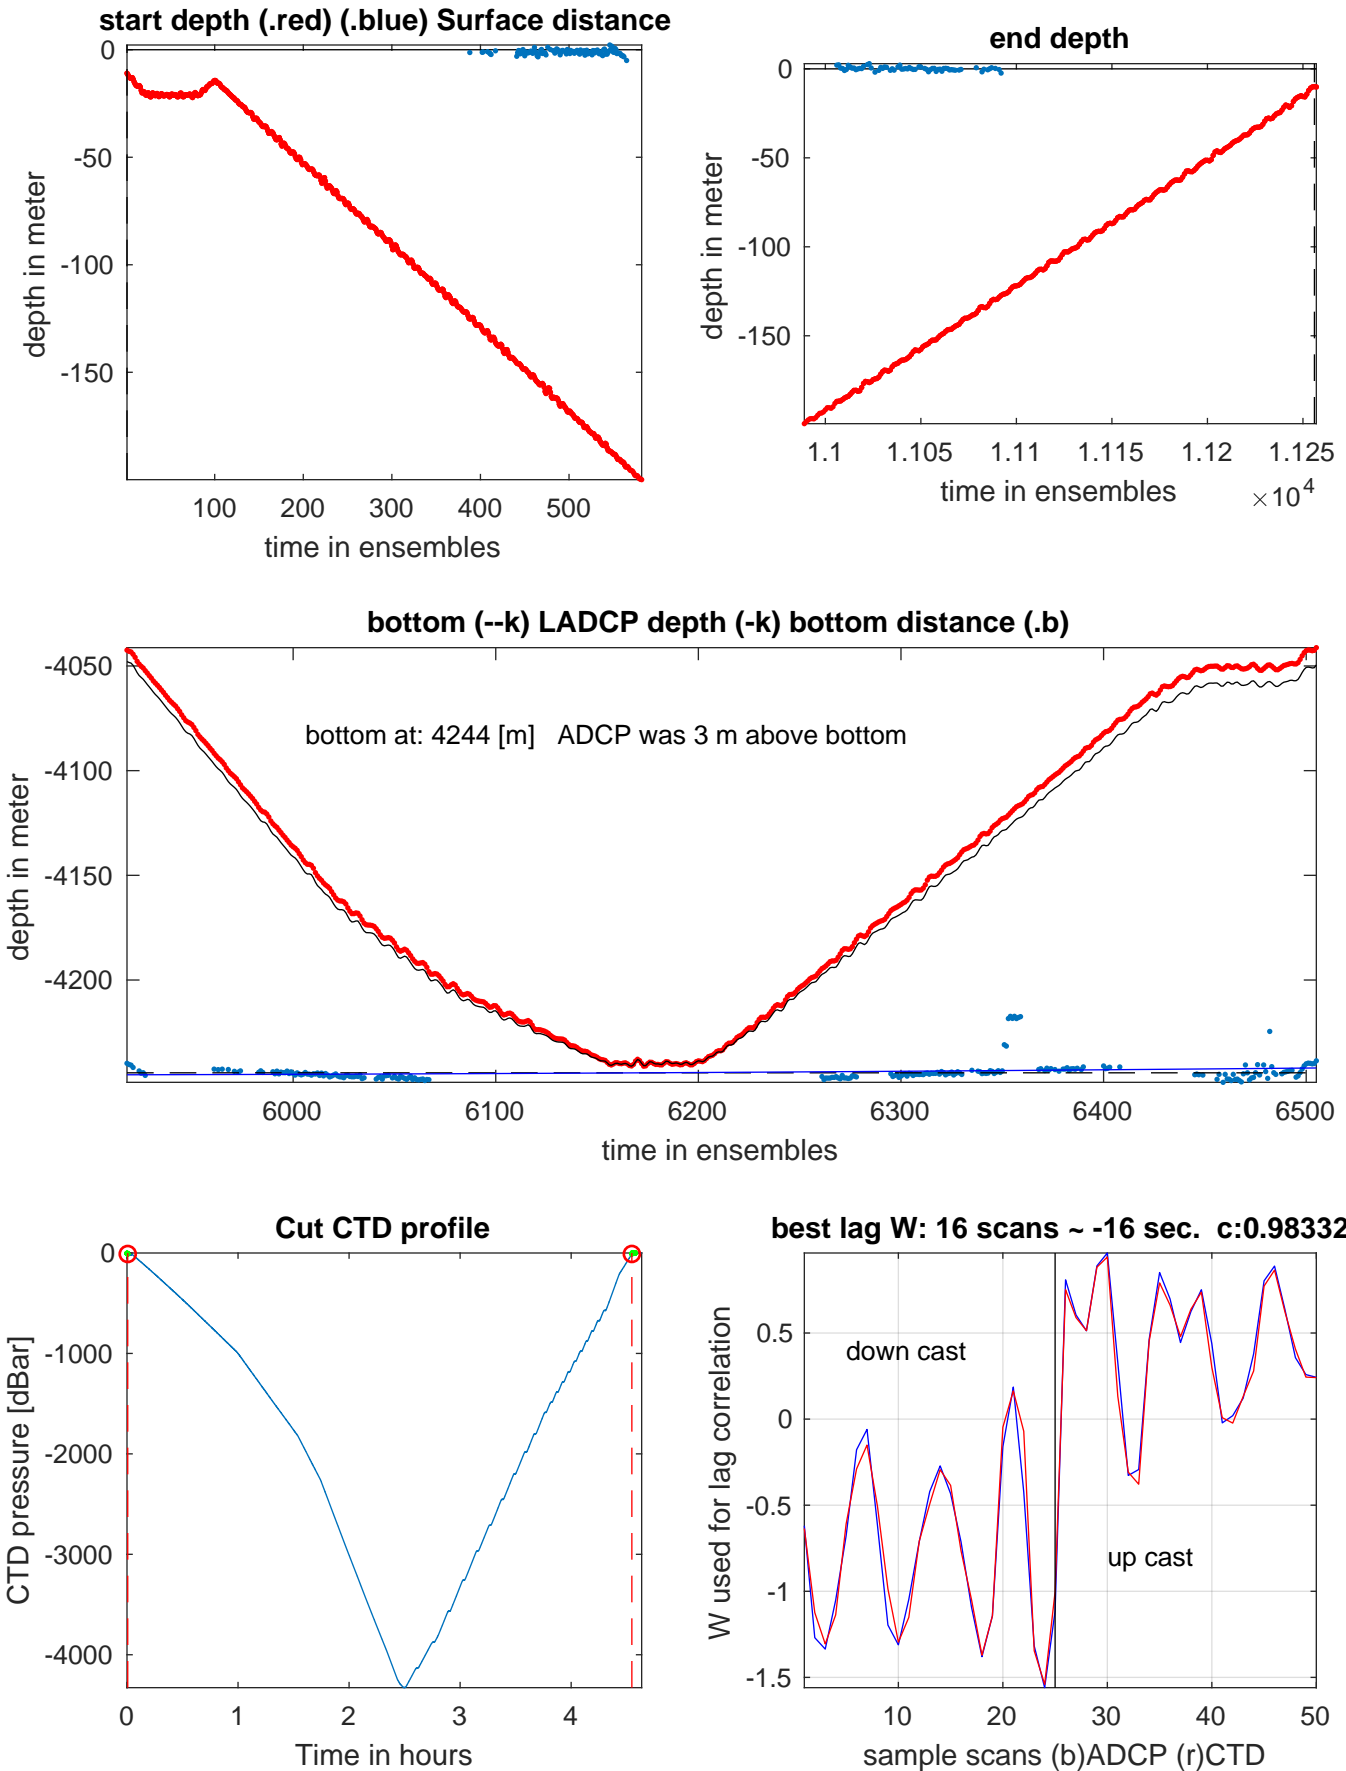 start depth (.red) (.blue) Surface distance
0
-50
-100
-150
depth in meter
100 200 300 400 500
time in ensembles
end depth
0
-50
-100
-150
depth in meter
1.1 1.105 1.11 1.115 1.12 1.125
×10^4
time in ensembles
bottom (--k) LADCP depth (-k) bottom distance (.b)
-4050
-4100
-4150
-4200
depth in meter
bottom at: 4244 [m] ADCP was 3 m above bottom
6000 6100 6200 6300 6400 6500
time in ensembles
Cut CTD profile
0
-1000
-2000
-3000
-4000
CTD pressure [dBar]
0 1 2 3 4
Time in hours
best lag W: 16 scans ~ -16 sec. c:0.98332
0.5
0
-0.5
-1
-1.5
W used for lag correlation
down cast
up cast
10 20 30 40 50
sample scans (b)ADCP (r)CTD